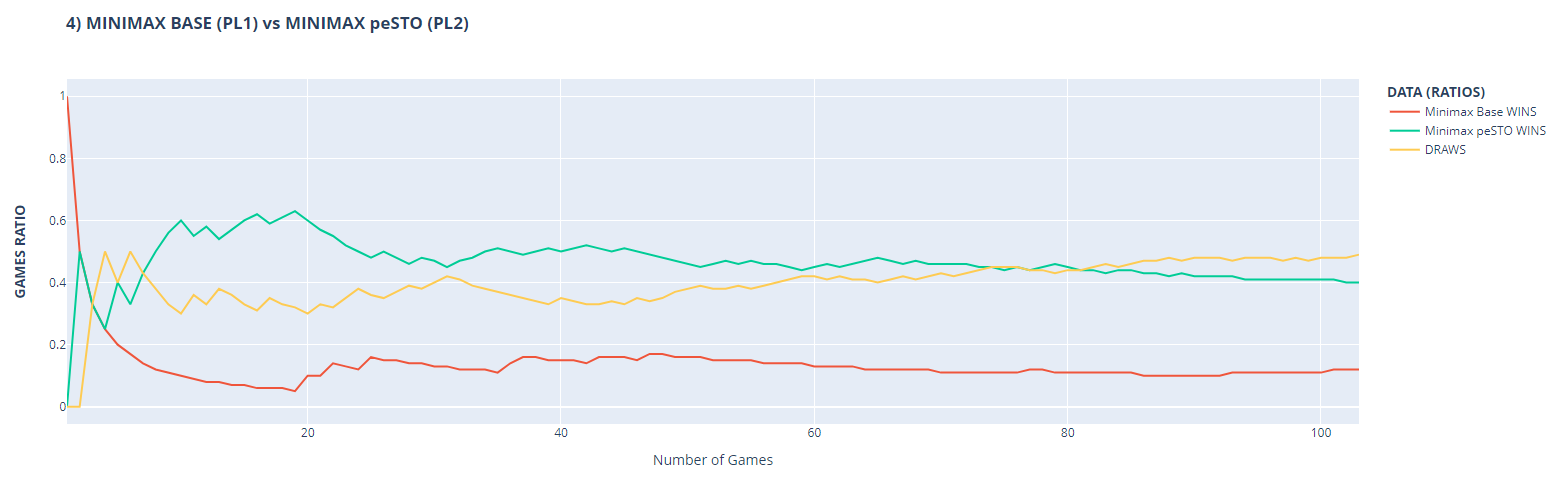 4) MINIMAX BASE (PL1) vs MINIMAX peSTO (PL2)
DATA (RATIOS)
Minimax Base WINS
Minimax peSTO WINS
DRAWS
GAMES RATIO
1
0.8
0.6
0.4
0.2
0
20 40 60 80 100
Number of Games